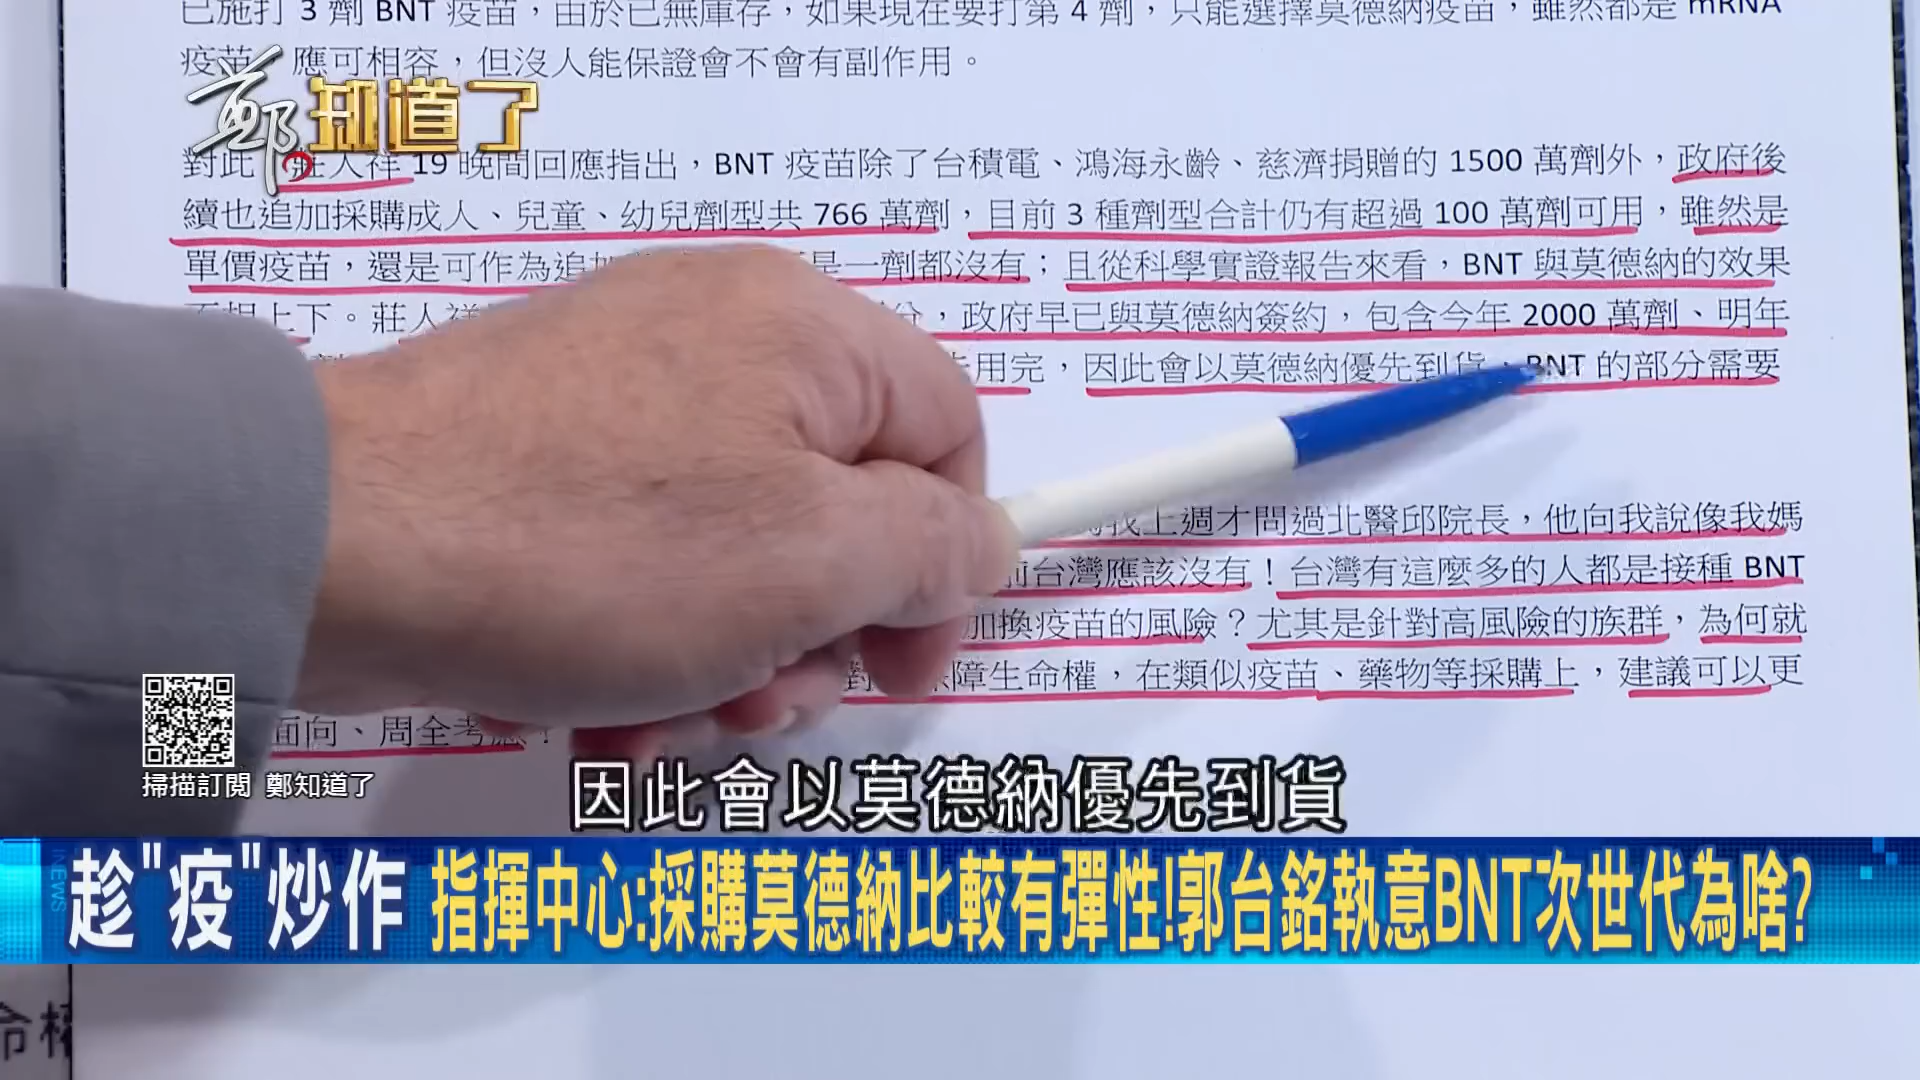 已施打 3 劑 BNT 疫苗，由於已無庫存，如果現在要打第 4 劑，只能選擇莫德納疫苗，雖然都是 mRNA
疫苗，應可相容，但沒人能保證會不會有副作用。
鄭知道了
對此 莊人祥 19 晚間回應指出，BNT 疫苗除了台積電、鴻海永齡、慈濟捐贈的 1500 萬劑外，政府後
續也追加採購成人、兒童、幼兒劑型共 766 萬劑，目前 3 種劑型合計仍有超過 100 萬劑可用，雖然是
單價疫苗，還是可作為追加 是一劑都沒有；且從科學實證報告來看，BNT 與莫德納的效果
上下。莊人祥 ，政府早已與莫德納簽約，包含今年 2000 萬劑、明年
用完，因此會以莫德納優先到貨，BNT 的部分需要
上週才問過北醫邱院長，他向我說像我媽
前台灣應該沒有！台灣有這麼多的人都是接種 BNT
加換疫苗的風險？尤其是針對高風險的族群，為何就
障生命權，在類似疫苗、藥物等採購上，建議可以更
面向、周全考慮！
掃描訂閱 鄭知道了
因此會以莫德納優先到貨
INEWS
趁"疫"炒作 指揮中心:採購莫德納比較有彈性!郭台銘執意BNT次世代為啥?
命權